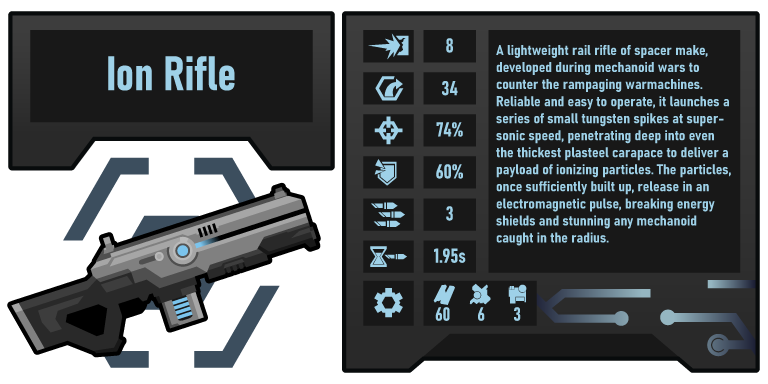 Ion Rifle
8
34
74%
60%
3
1.95s
60 6 3
A lightweight rail rifle of spacer make,
developed during mechanoid wars to
counter the rampaging warmachines.
Reliable and easy to operate, it launches a
series of small tungsten spikes at super-
sonic speed, penetrating deep into even
the thickest plasteel carapace to deliver a
payload of ionizing particles. The particles,
once sufficiently built up, release in an
electromagnetic pulse, breaking energy
shields and stunning any mechanoid
caught in the radius.